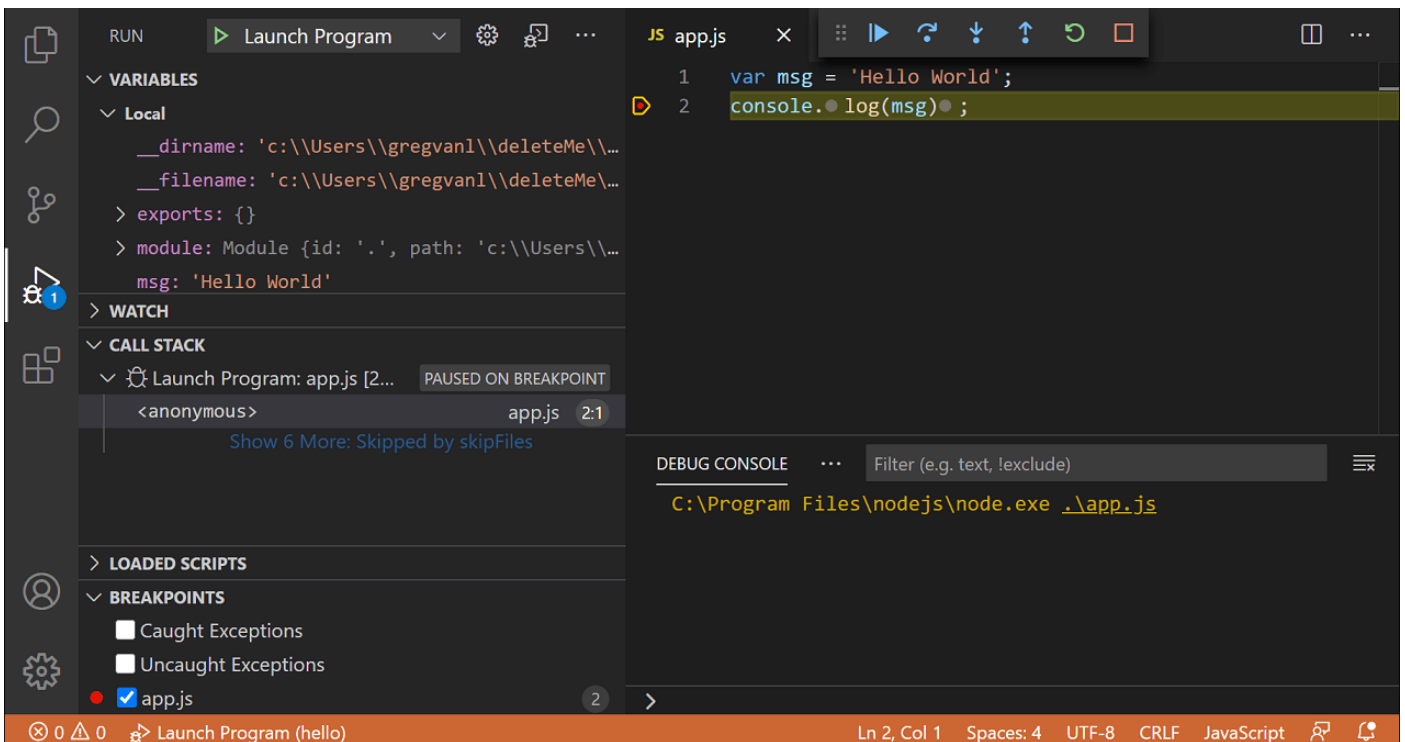 RUN
Launch Program
VARIABLES
Local
__dirname: 'c:\\Users\\gregvanl\\deleteMe\\…
__filename: 'c:\\Users\\gregvanl\\deleteMe\…
exports: {}
module: Module {id: '.', path: 'c:\\Users\\…
msg: 'Hello World'
WATCH
CALL STACK
Launch Program: app.js [2... PAUSED ON BREAKPOINT
<anonymous> app.js 2:1
Show 6 More: Skipped by skipFiles
LOADED SCRIPTS
BREAKPOINTS
Caught Exceptions
Uncaught Exceptions
app.js 2
1
JS app.js
1 var msg = 'Hello World';
2 console. log(msg) ;
DEBUG CONSOLE
Filter (e.g. text, !exclude)
C:\Program Files\nodejs\node.exe .\app.js
0 0 Launch Program (hello) Ln 2, Col 1 Spaces: 4 UTF-8 CRLF JavaScript